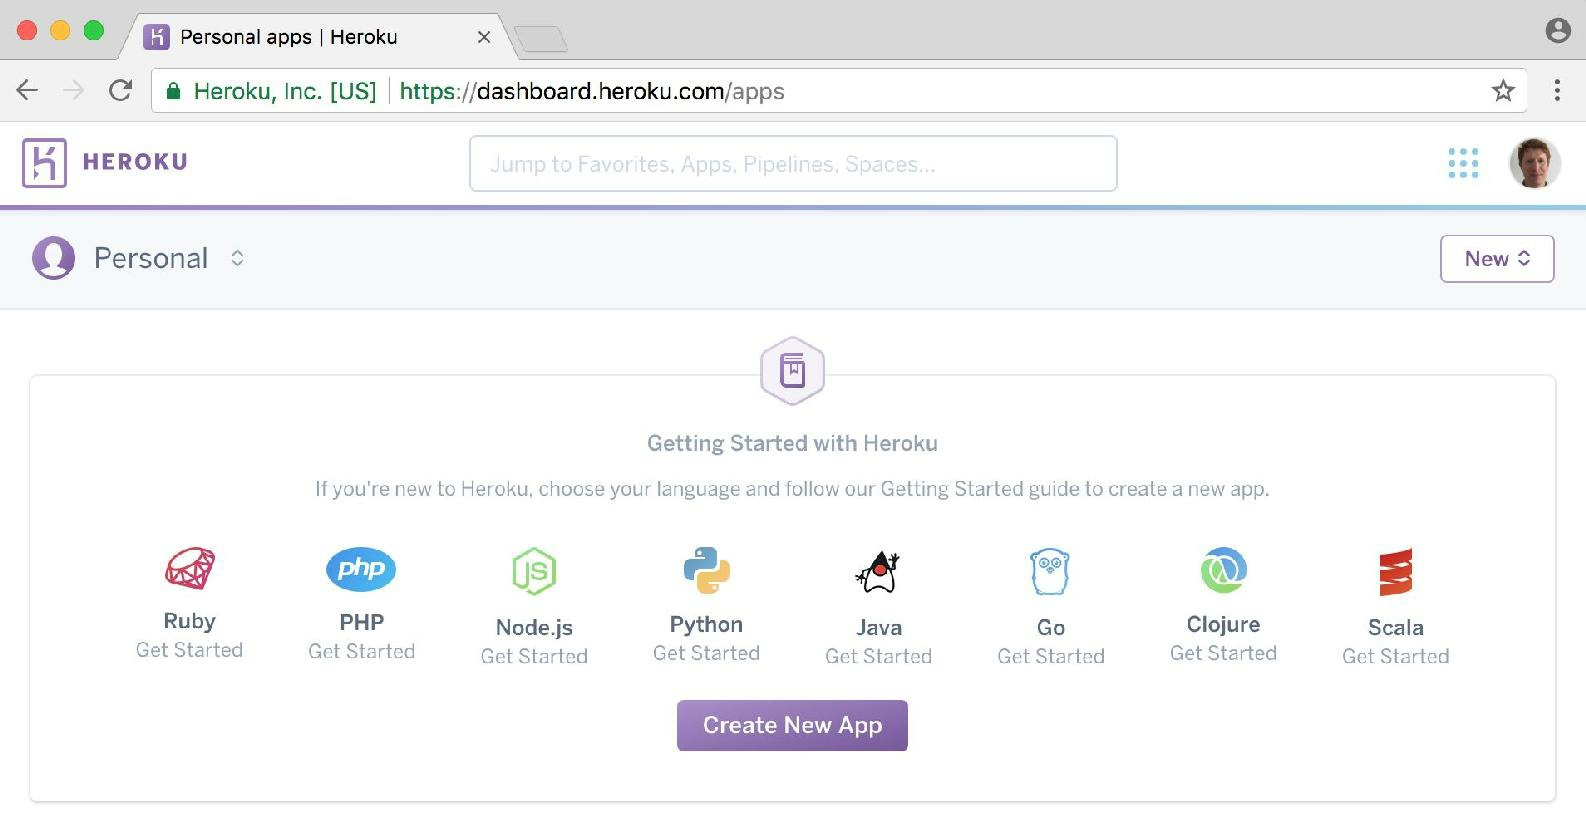 Personal apps | Heroku
Heroku, Inc. [US] https://dashboard.heroku.com/apps
HEROKU
Jump to Favorites, Apps, Pipelines, Spaces...
Personal
New
Getting Started with Heroku
If you're new to Heroku, choose your language and follow our Getting Started guide to create a new app.
php
JS
Ruby PHP Node.js Python Java Go Clojure Scala
Get Started Get Started Get Started Get Started Get Started Get Started Get Started Get Started
Create New App